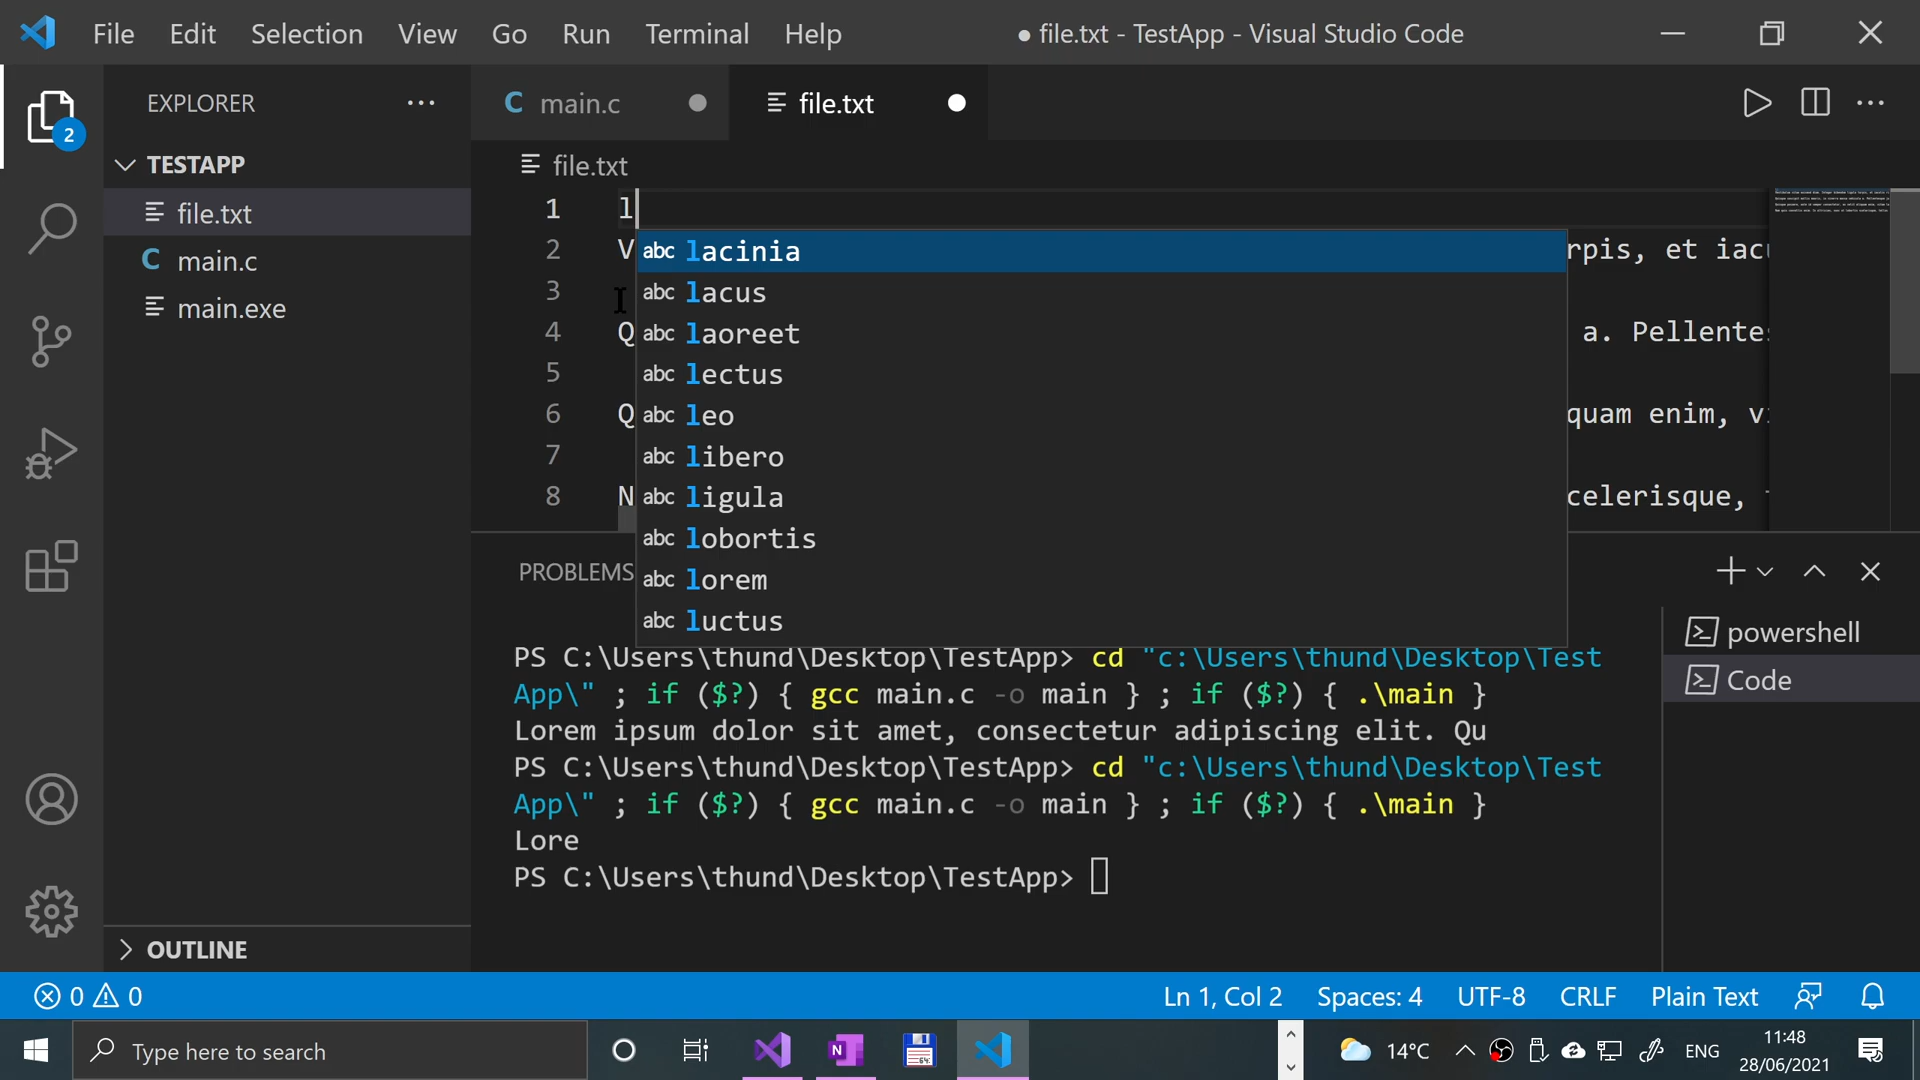 File Edit Selection View Go Run Terminal Help ● file.txt - TestApp - Visual Studio Code
EXPLORER ··· C main.c file.txt
2
TESTAPP
file.txt
file.txt
C main.c
main.exe
1 l
2 V rpis, et iacu
3
4 Q a. Pellentes
5
6 Q quam enim, vi
7
8 N celerisque,
abc lacinia
abc lacus
abc laoreet
abc lectus
abc leo
abc libero
abc ligula
abc lobortis
abc lorem
abc luctus
PROBLEMS
powershell
Code
PS C:\Users\thund\Desktop\TestApp> cd "c:\Users\thund\Desktop\Test
App\" ; if ($?) { gcc main.c -o main } ; if ($?) { .\main }
Lorem ipsum dolor sit amet, consectetur adipiscing elit. Qu
PS C:\Users\thund\Desktop\TestApp> cd "c:\Users\thund\Desktop\Test
App\" ; if ($?) { gcc main.c -o main } ; if ($?) { .\main }
Lore
PS C:\Users\thund\Desktop\TestApp>
OUTLINE
0 0 Ln 1, Col 2 Spaces: 4 UTF-8 CRLF Plain Text
Type here to search N 64 14°C ENG 11:48
28/06/2021